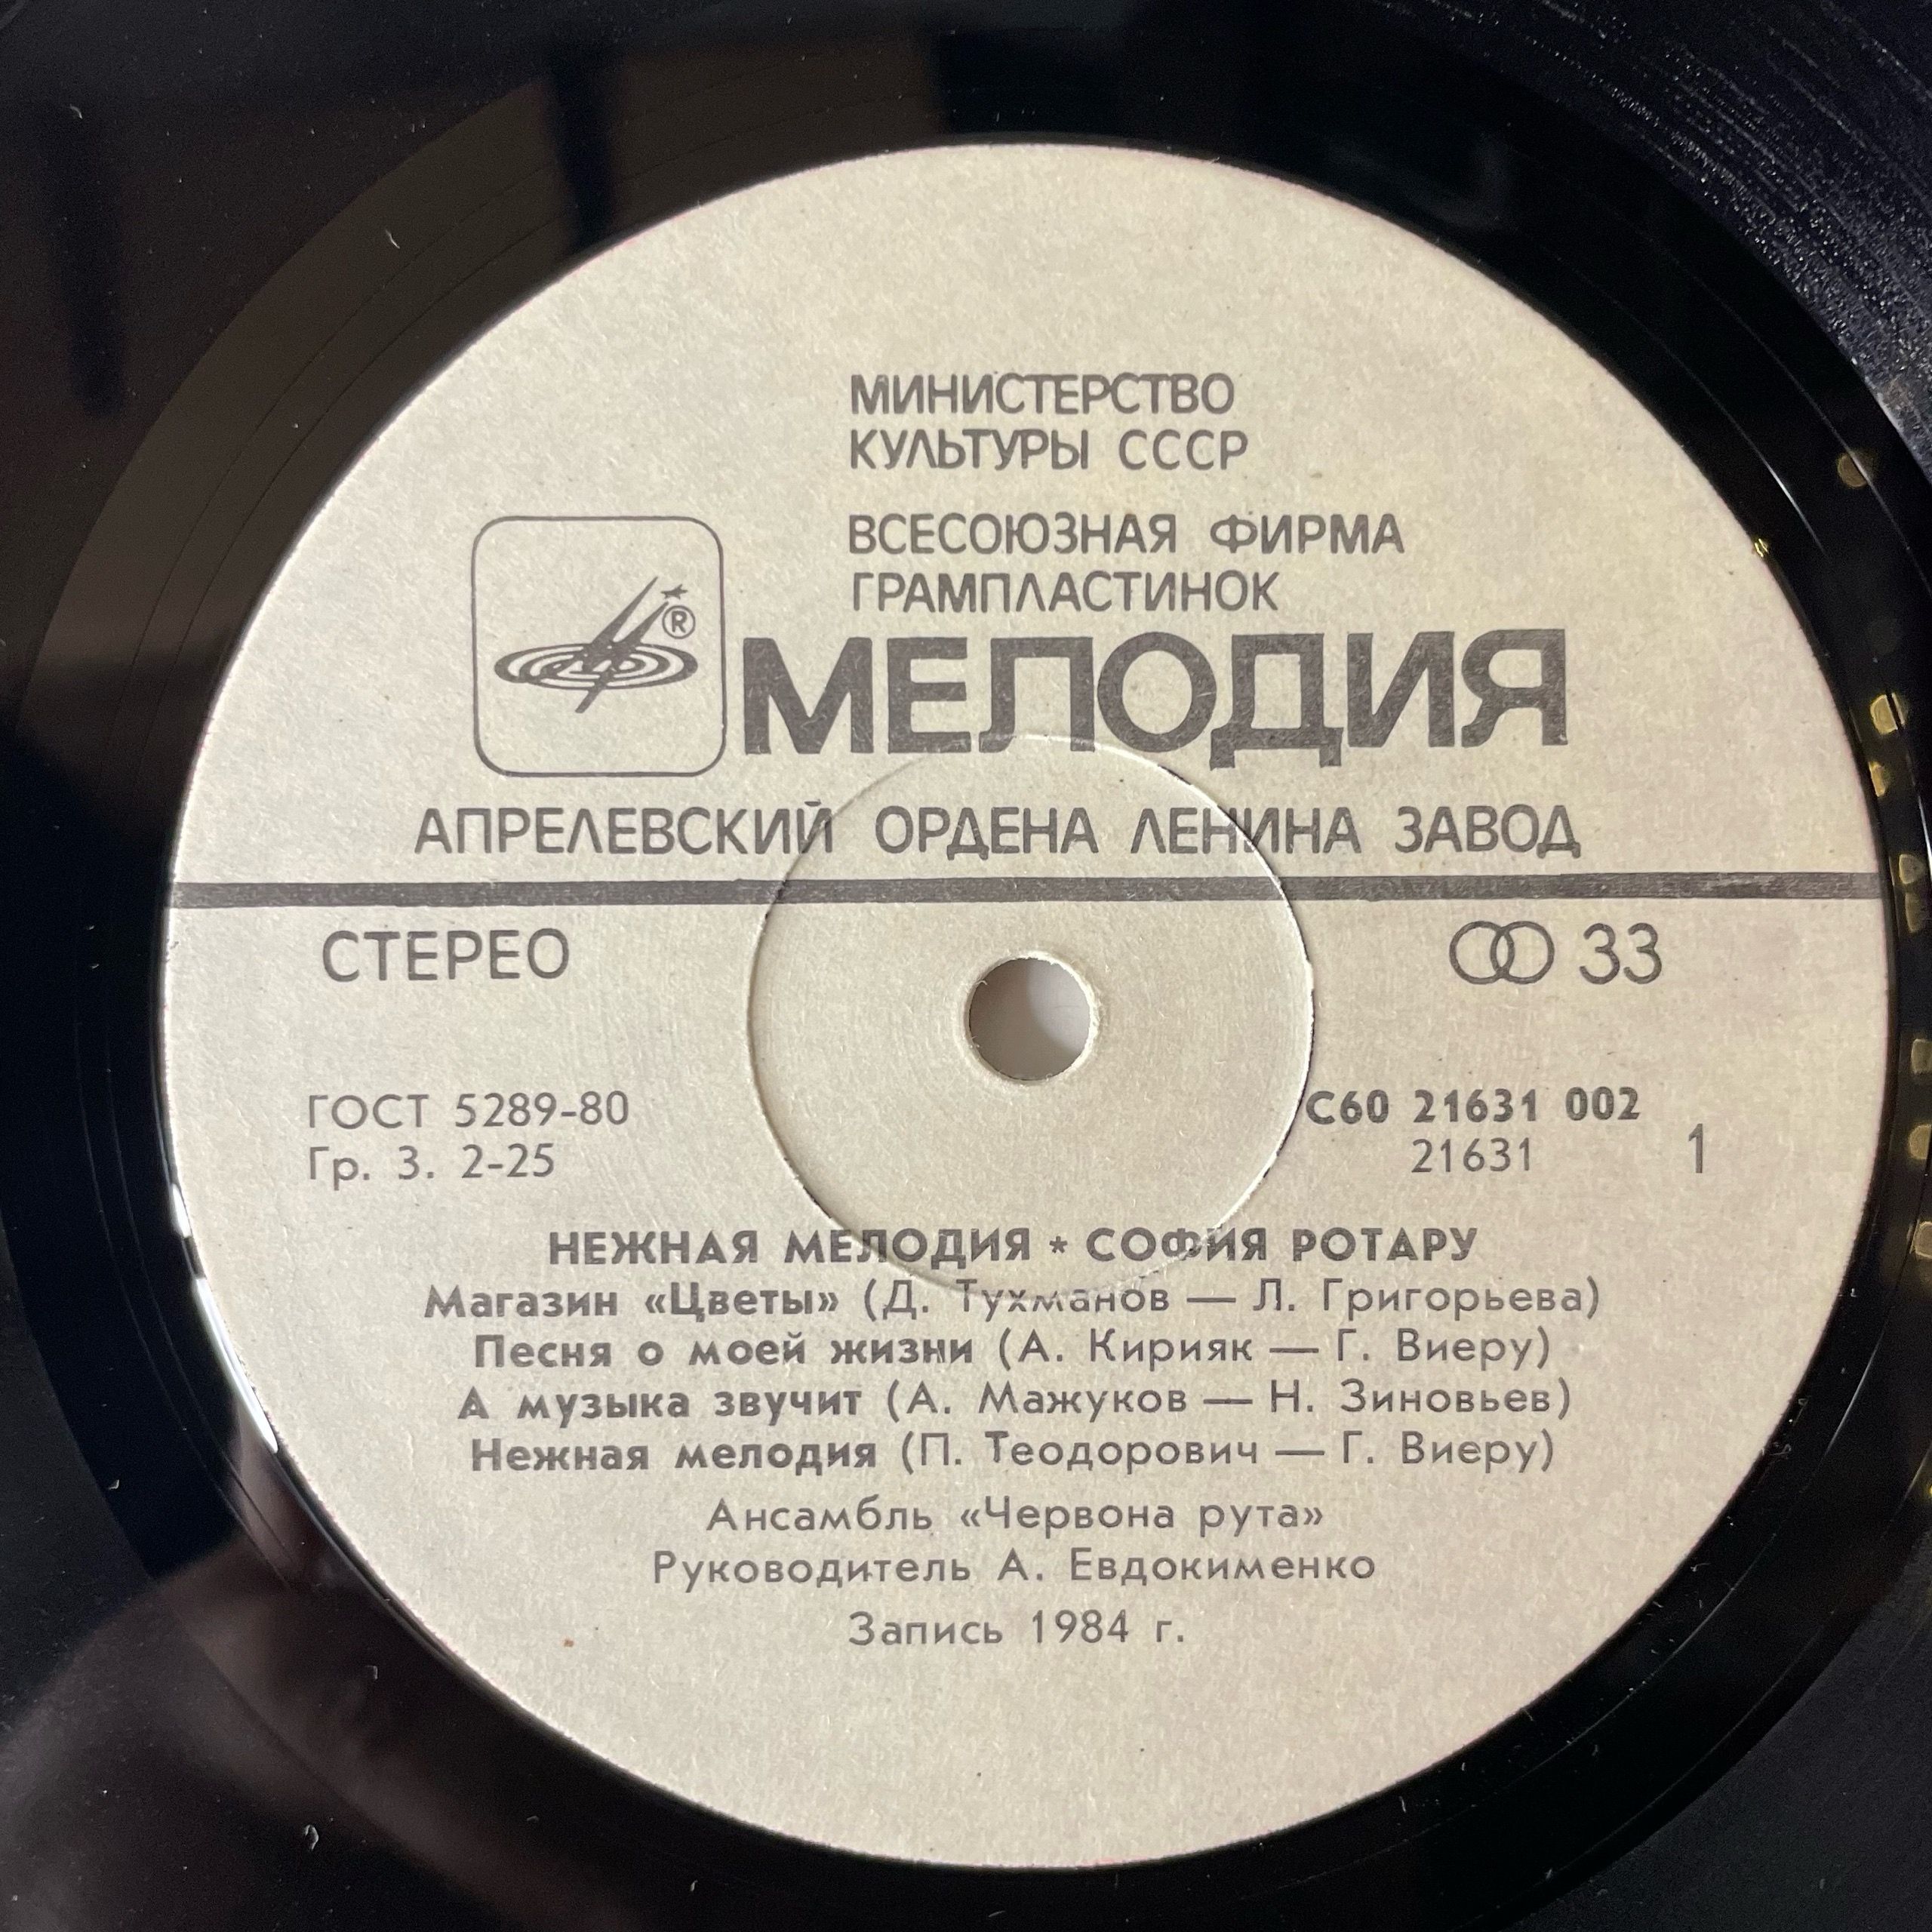 МИНИСТЕРСТВО
КУЛЬТУРЫ СССР
ВСЕСОЮЗНАЯ ФИРМА
ГРАМПЛАСТИНОК
®
МЕЛОДИЯ
АПРЕЛЕВСКИЙ ОРДЕНА ЛЕНИНА ЗАВОД
СТЕРЕО
33
ГОСТ 5289-80
Гр. 3. 2-25
С60 21631 002
21631
1
НЕЖНАЯ МЕЛОДИЯ * СОФИЯ РОТАРУ
Магазин «Цветы» (Д. Тухманов — Л. Григорьева)
Песня о моей жизни (А. Кирияк — Г. Виеру)
А музыка звучит (А. Мажуков — Н. Зиновьев)
Нежная мелодия (П. Теодорович — Г. Виеру)
Ансамбль «Червона рута»
Руководитель А. Евдокименко
Запись 1984 г.